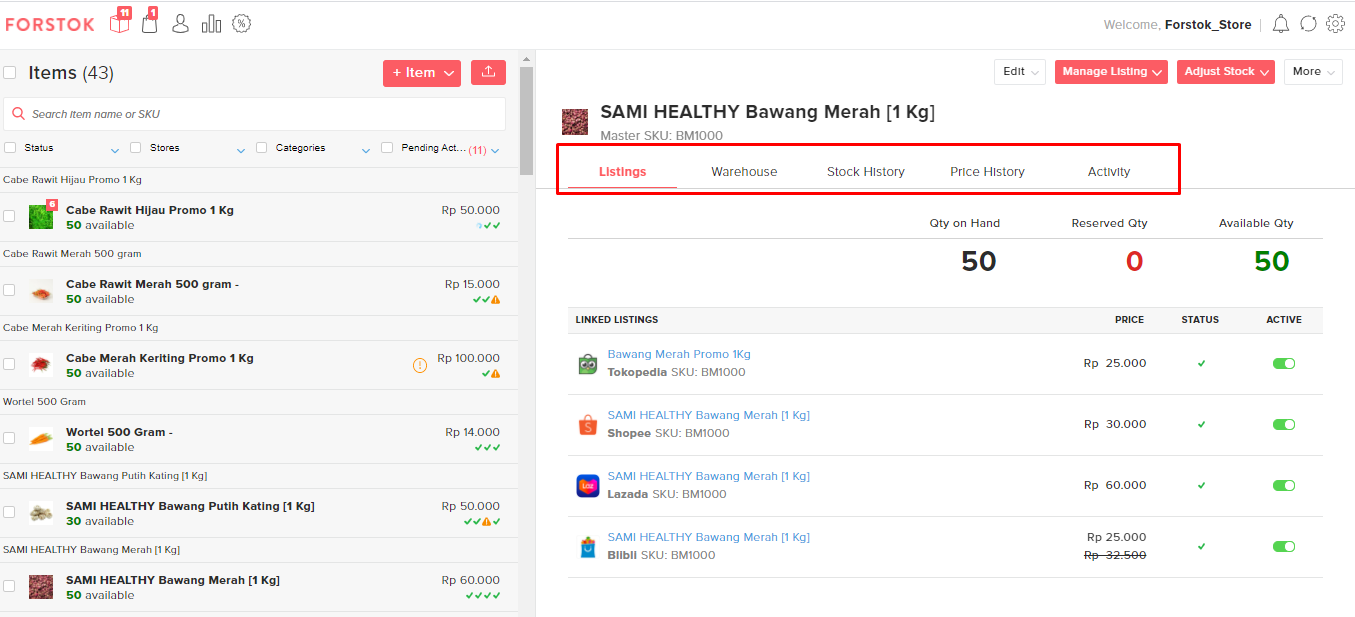 FORSTOK 11 1
Welcome, Forstok_Store
Items (43)
+ Item
Search Item name or SKU
Status Stores Categories Pending Act... (11)
Cabe Rawit Hijau Promo 1 Kg
6
Cabe Rawit Hijau Promo 1 Kg Rp 50.000
50 available
Cabe Rawit Merah 500 gram
Cabe Rawit Merah 500 gram - Rp 15.000
50 available
Cabe Merah Keriting Promo 1 Kg
Cabe Merah Keriting Promo 1 Kg Rp 100.000
50 available
Wortel 500 Gram
Wortel 500 Gram - Rp 14.000
50 available
SAMI HEALTHY Bawang Putih Kating [1 Kg]
SAMI HEALTHY Bawang Putih Kating [1 Kg] Rp 50.000
30 available
SAMI HEALTHY Bawang Merah [1 Kg]
SAMI HEALTHY Bawang Merah [1 Kg] Rp 60.000
50 available
Edit Manage Listing Adjust Stock More
SAMI HEALTHY Bawang Merah [1 Kg]
Master SKU: BM1000
Listings Warehouse Stock History Price History Activity
Qty on Hand Reserved Qty Available Qty
50 0 50
LINKED LISTINGS PRICE STATUS ACTIVE
Bawang Merah Promo 1Kg
Tokopedia SKU: BM1000 Rp 25.000
SAMI HEALTHY Bawang Merah [1 Kg]
Shopee SKU: BM1000 Rp 30.000
SAMI HEALTHY Bawang Merah [1 Kg]
Lazada SKU: BM1000 Rp 60.000
SAMI HEALTHY Bawang Merah [1 Kg] Rp 25.000
Blibli SKU: BM1000 Rp 32.500